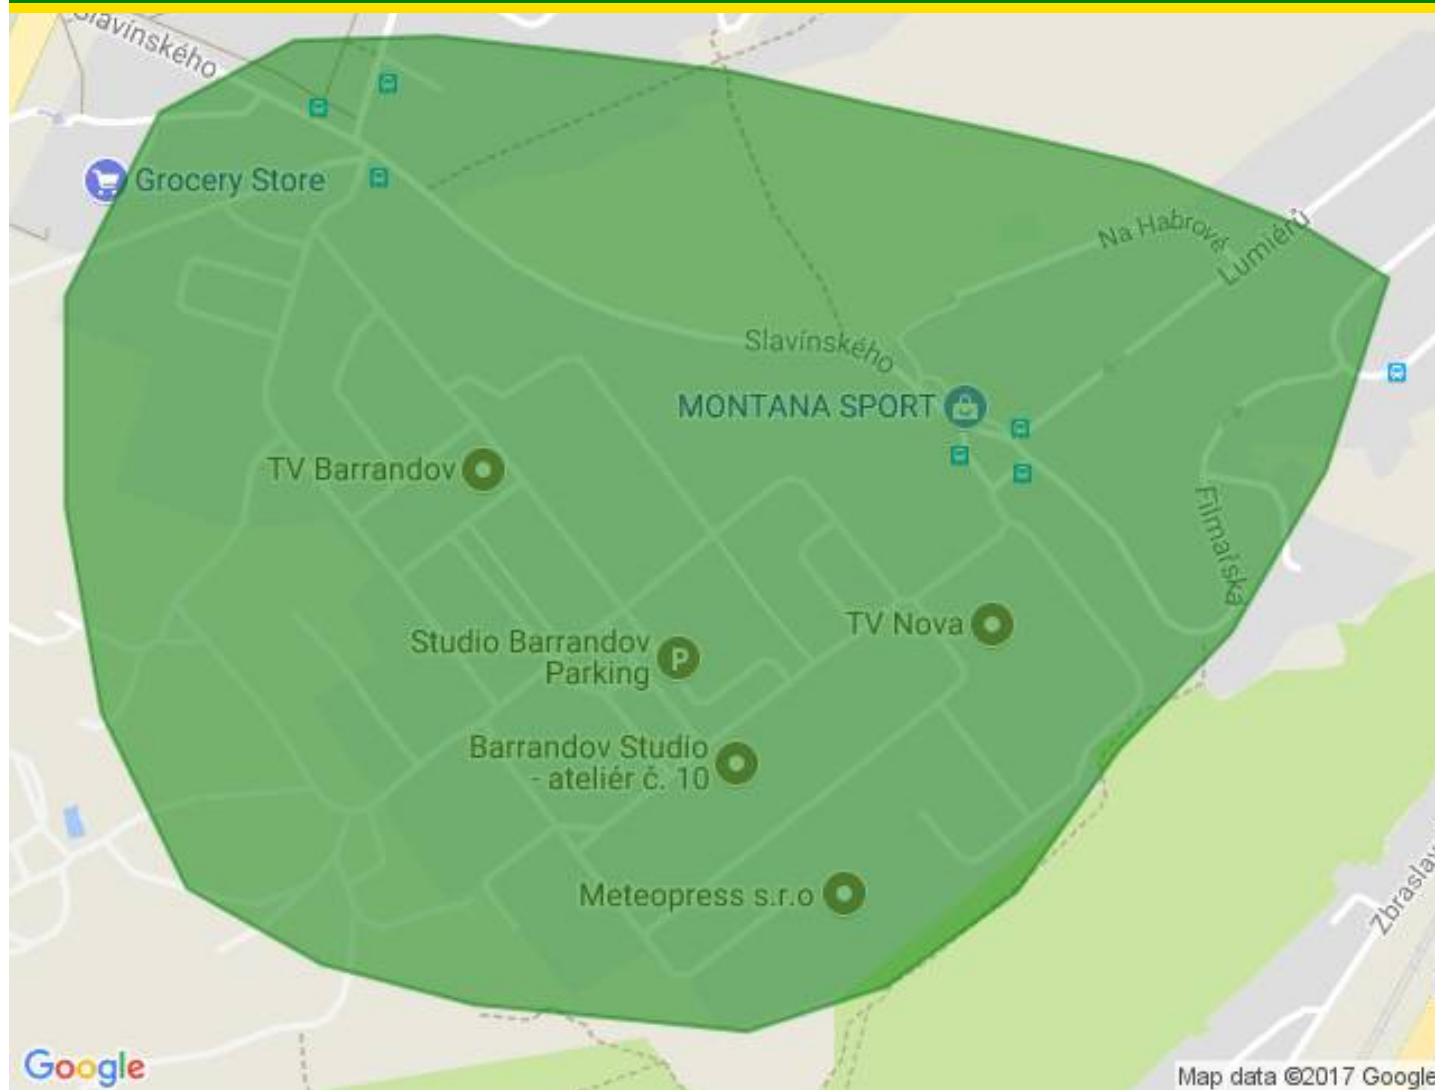 Slavínského
Grocery Store
Na Habrové
Lumiérů
Slavínského
MONTANA SPORT
TV Barrandov
Filmařská
TV Nova
Studio Barrandov
Parking
P
Barrandov Studio
- ateliér č. 10
Meteopress s.r.o
Zbraslav
Google
Map data ©2017 Google